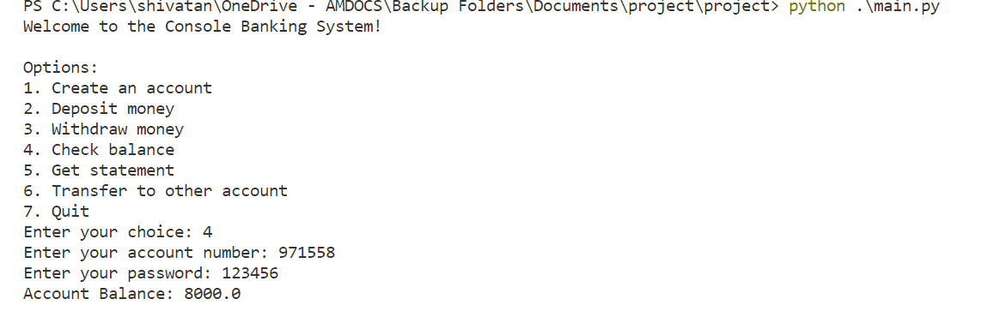 PS C:\Users\shivatan\OneDrive - AMDOCS\Backup Folders\Documents\project\project> python .\main.py
Welcome to the Console Banking System!
Options:
1. Create an account
2. Deposit money
3. Withdraw money
4. Check balance
5. Get statement
6. Transfer to other account
7. Quit
Enter your choice: 4
Enter your account number: 971558
Enter your password: 123456
Account Balance: 8000.0